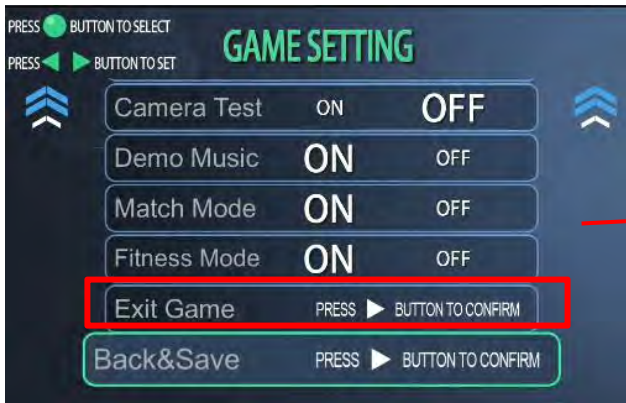 PRESS BUTTON TO SELECT
PRESS BUTTON TO SET
GAME SETTING
Camera Test ON OFF
Demo Music ON OFF
Match Mode ON OFF
Fitness Mode ON OFF
Exit Game PRESS ▶ BUTTON TO CONFIRM
Back&Save PRESS ▶ BUTTON TO CONFIRM